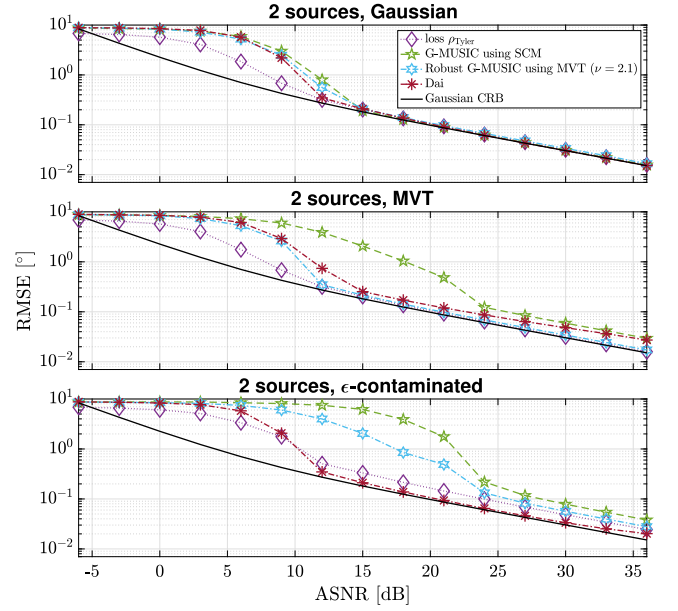 2 sources, Gaussian
10¹
10⁰
10⁻¹
10⁻²
loss ρ_Tyler
G-MUSIC using SCM
Robust G-MUSIC using MVT (ν = 2.1)
Dai
Gaussian CRB
2 sources, MVT
10¹
10⁰
10⁻¹
10⁻²
RMSE [°]
2 sources, ϵ-contaminated
10¹
10⁰
10⁻¹
10⁻²
-5 0 5 10 15 20 25 30 35
ASNR [dB]